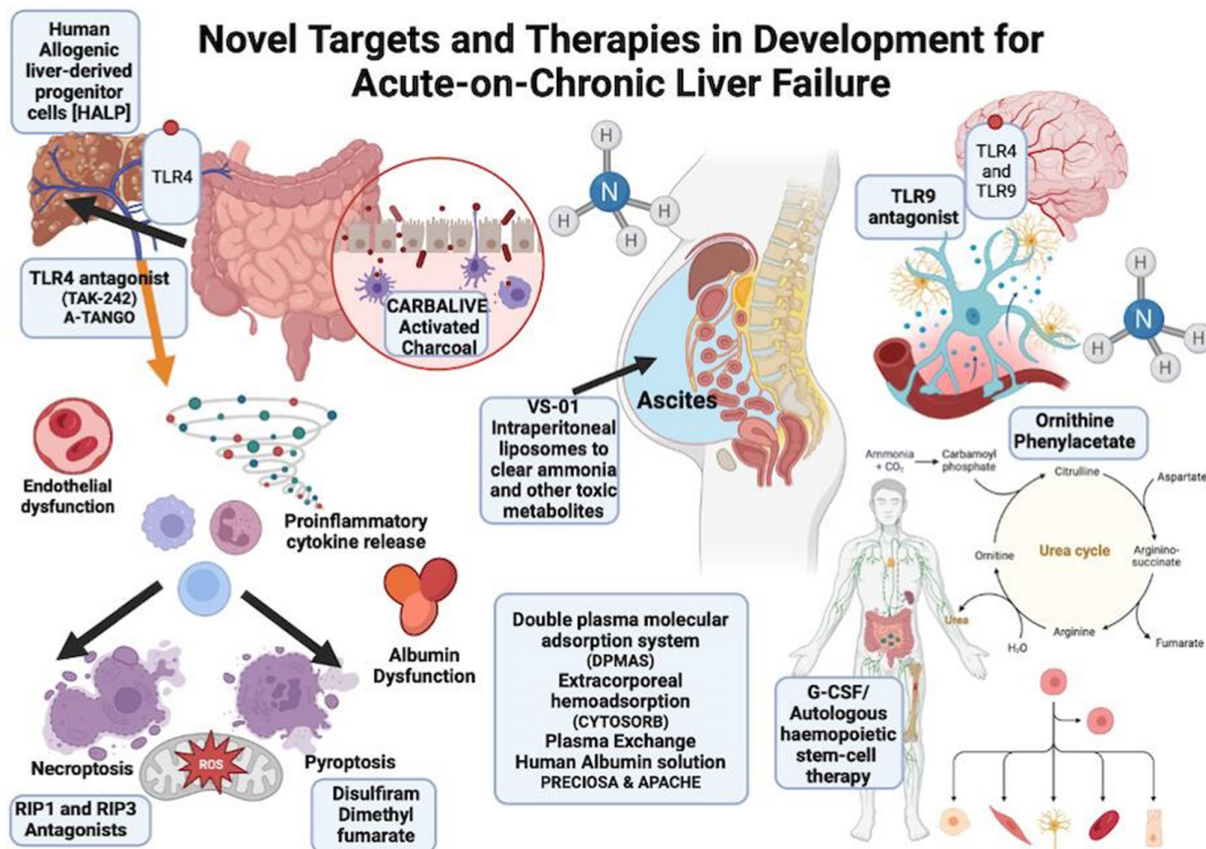 Novel Targets and Therapies in Development for
Acute-on-Chronic Liver Failure
Human
Allogenic
liver-derived
progenitor
cells [HALP]
TLR4
TLR4 antagonist
(TAK-242)
A-TANGO
CARBALIVE
Activated
Charcoal
Endothelial
dysfunction
Proinflammatory
cytokine release
Albumin
Dysfunction
Necroptosis
ROS
Pyroptosis
RIP1 and RIP3
Antagonists
Disulfiram
Dimethyl
fumarate
H
N
H
H
H
Ascites
VS-01
Intraperitoneal
liposomes to
clear ammonia
and other toxic
metabolites
Double plasma molecular
adsorption system
(DPMAS)
Extracorporeal
hemoadsorption
(CYTOSORB)
Plasma Exchange
Human Albumin solution
PRECIOSA & APACHE
TLR4
and
TLR9
TLR9
antagonist
H
N
H
H
H
Ornithine
Phenylacetate
Ammonia
+ CO₂
Carbamoyl
phosphate
Citrulline
Aspartate
Ornitine
Urea cycle
Arginino-
succinate
Urea
H₂O
Arginine
Fumarate
G-CSF/
Autologous
haemopoietic
stem-cell
therapy